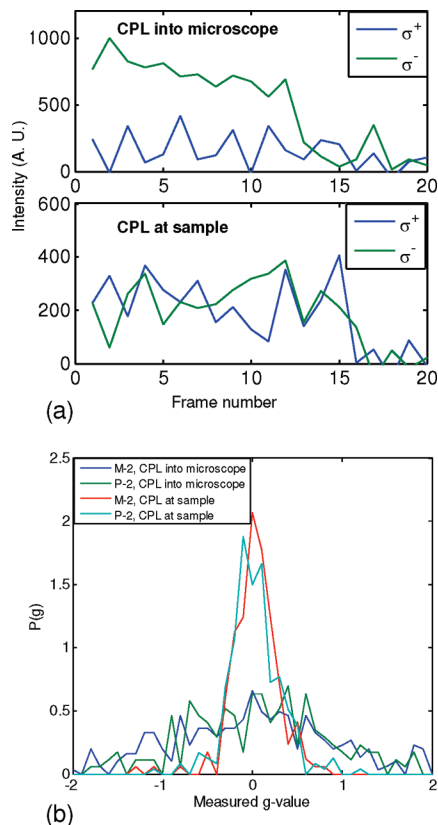 CPL into microscope
σ+
σ-
1000
500
0
0 5 10 15 20
Intensity (A. U.)
CPL at sample
σ+
σ-
600
400
200
0
0 5 10 15 20
Frame number
(a)
M-2, CPL into microscope
P-2, CPL into microscope
M-2, CPL at sample
P-2, CPL at sample
2.5
2
1.5
1
0.5
0
P(g)
-2 -1 0 1 2
Measured g-value
(b)